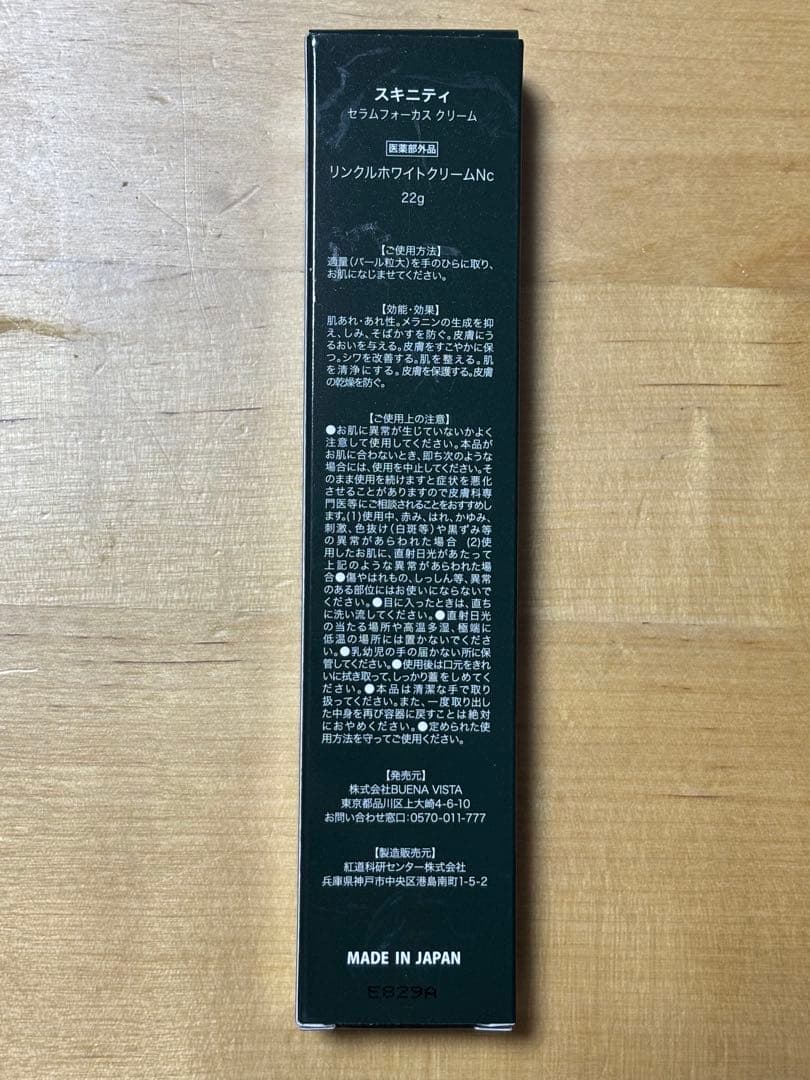 スキニティ
セラムフォーカス クリーム
医薬部外品
リンクルホワイトクリームNc
22g
【ご使用方法】
適量(パール粒大)を手のひらに取り、
お肌になじませてください。
【効能・効果】
肌あれ・あれ性。メラニンの生成を抑
え、しみ、そばかすを防ぐ。皮膚にう
るおいを与える。皮膚をすこやかに保
つ。シワを改善する。肌を整える。肌
を清浄にする。皮膚を保護する。皮膚
の乾燥を防ぐ。
【ご使用上の注意】
●お肌に異常が生じていないかよく
注意して使用してください。本品が
お肌に合わないとき、即ち次のような
場合には、使用を中止してください。そ
のまま使用を続けますと症状を悪化
させることがありますので皮膚科専
門医等にご相談されることをおすすめし
ます。(1)使用中、赤み、はれ、かゆみ、
刺激、色抜け(白斑等)や黒ずみ等
の異常があらわれた場合 (2)使
用したお肌に、直射日光があたって
上記のような異常があらわれた場
合●傷やはれもの、しっしん等、異常
のある部位にはお使いにならないで
ください。●目に入ったときは、直ち
に洗い流してください。●直射日光
の当たる場所や高温多湿、極端に
低温の場所には置かないでくださ
い。●乳幼児の手の届かない所に保
管してください。●使用後は口元をきれ
いに拭き取って、しっかり蓋をしめてく
ださい。●本品は清潔な手で取り
扱ってください。また、一度取り出し
た中身を再び容器に戻すことは絶対
におやめください。●定められた使
用方法を守ってご使用ください。
【発売元】
株式会社BUENA VISTA
東京都品川区上大崎4-6-10
お問い合わせ窓口:0570-011-777
【製造販売元】
紅道科研センター株式会社
兵庫県神戸市中央区港島南町1-5-2
MADE IN JAPAN
E829A